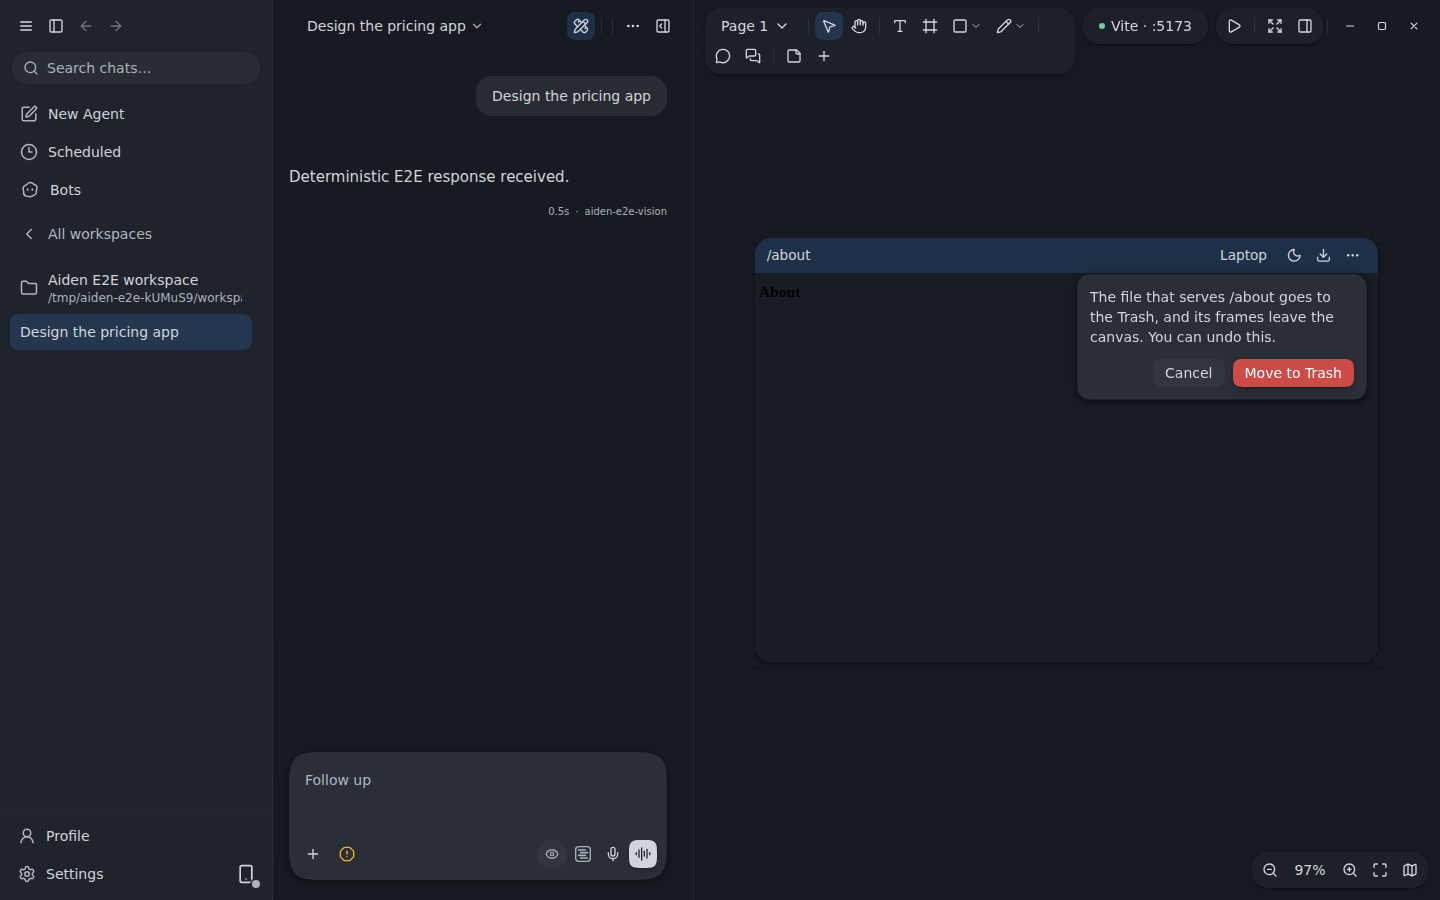 Search chats...
New Agent
Scheduled
Bots
All workspaces
Aiden E2E workspace
/tmp/aiden-e2e-kUMuS9/worksp
Design the pricing app
Profile
Settings
Design the pricing app
Design the pricing app
Deterministic E2E response received.
0.5s · aiden-e2e-vision
Follow up
Page 1
Vite · :5173
/about
Laptop
About
The file that serves /about goes to
the Trash, and its frames leave the
canvas. You can undo this.
Cancel
Move to Trash
97%